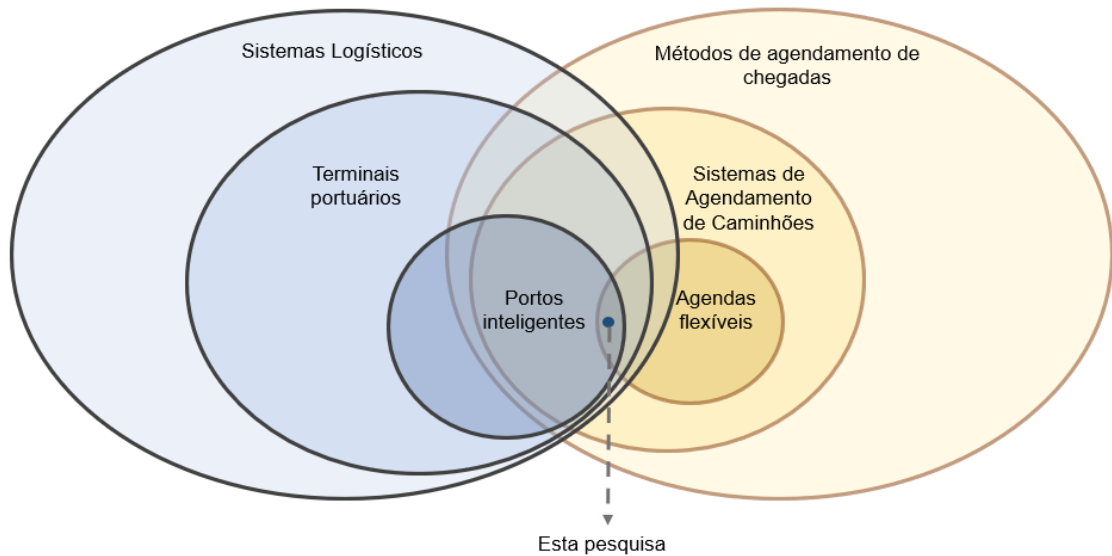 Sistemas Logísticos
Métodos de agendamento de
chegadas
Terminais
portuários
Sistemas de
Agendamento
de Caminhões
Portos
inteligentes
Agendas
flexíveis
Esta pesquisa